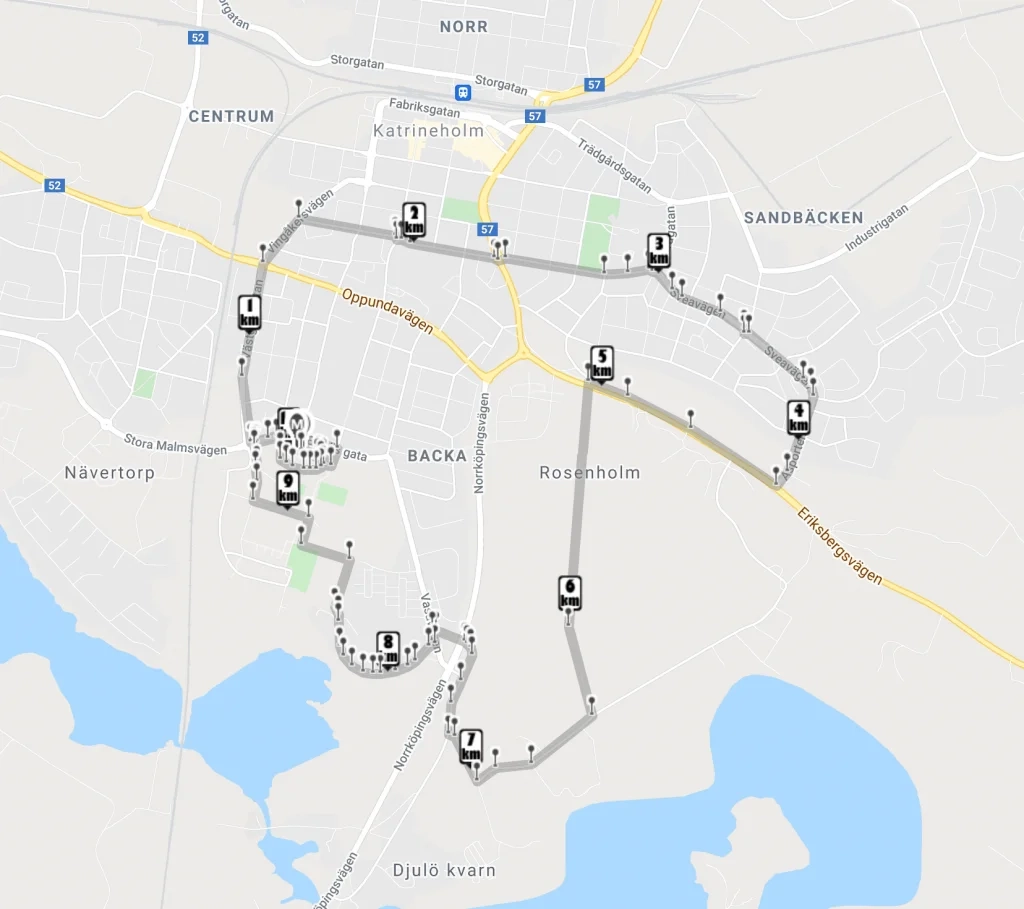 NORR
52
Storgatan
Storgatan
57
57
Fabriksgatan
Katrineholm
CENTRUM
Trädgårdsgatan
52
Vingåkersvägen
2
km
57
SANDBÄCKEN
Industrigatan
3
km
Sveavägen
1
km
Oppundavägen
Sveavägen
5
km
4
km
Stora Malmsvägen
gata
M
BACKA
Nävertorp
Norrköpingsvägen
Rosenholm
9
km
Eriksbergsvägen
6
km
8
km
Norrköpingsvägen
7
km
Djulö kvarn